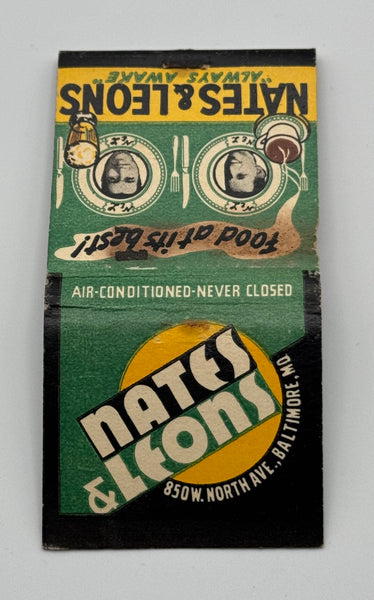 NATES & LEONS
"ALWAYS AWAKE"
N&L
N&L
Food at its best!
AIR-CONDITIONED-NEVER CLOSED
NATES
& LEONS
850 W. NORTH AVE., BALTIMORE, MD.